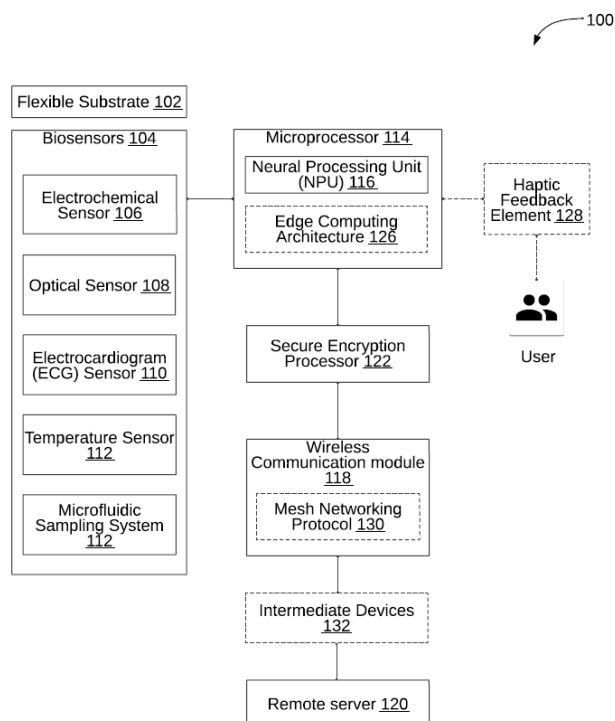 100
Flexible Substrate 102
Biosensors 104
Electrochemical
Sensor 106
Optical Sensor 108
Electrocardiogram
(ECG) Sensor 110
Temperature Sensor
112
Microfluidic
Sampling System
112
Microprocessor 114
Neural Processing Unit
(NPU) 116
Edge Computing
Architecture 126
Haptic
Feedback
Element 128
User
Secure Encryption
Processor 122
Wireless
Communication module
118
Mesh Networking
Protocol 130
Intermediate Devices
132
Remote server 120